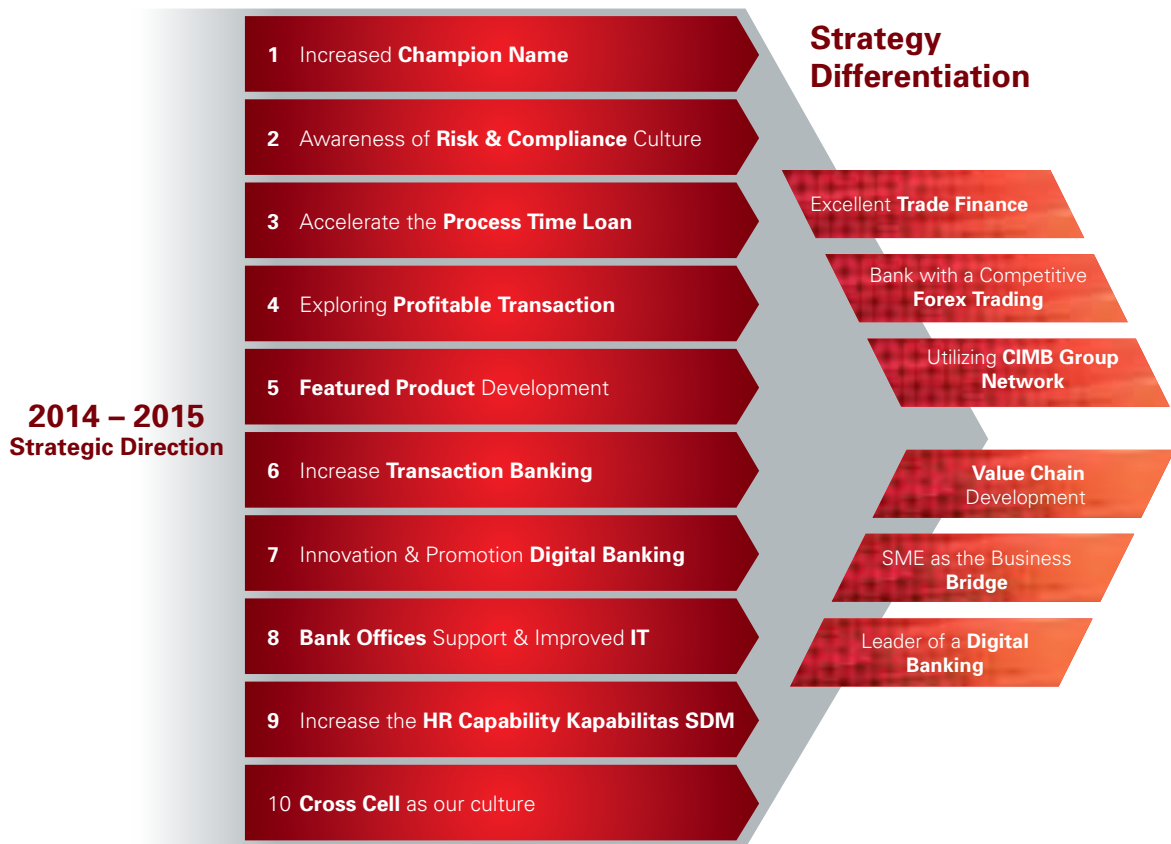 2014 – 2015
Strategic Direction
1 Increased Champion Name
2 Awareness of Risk & Compliance Culture
3 Accelerate the Process Time Loan
4 Exploring Profitable Transaction
5 Featured Product Development
6 Increase Transaction Banking
7 Innovation & Promotion Digital Banking
8 Bank Offices Support & Improved IT
9 Increase the HR Capability Kapabilitas SDM
10 Cross Cell as our culture
Strategy
Differentiation
Excellent Trade Finance
Bank with a Competitive
Forex Trading
Utilizing CIMB Group
Network
Value Chain
Development
SME as the Business
Bridge
Leader of a Digital
Banking